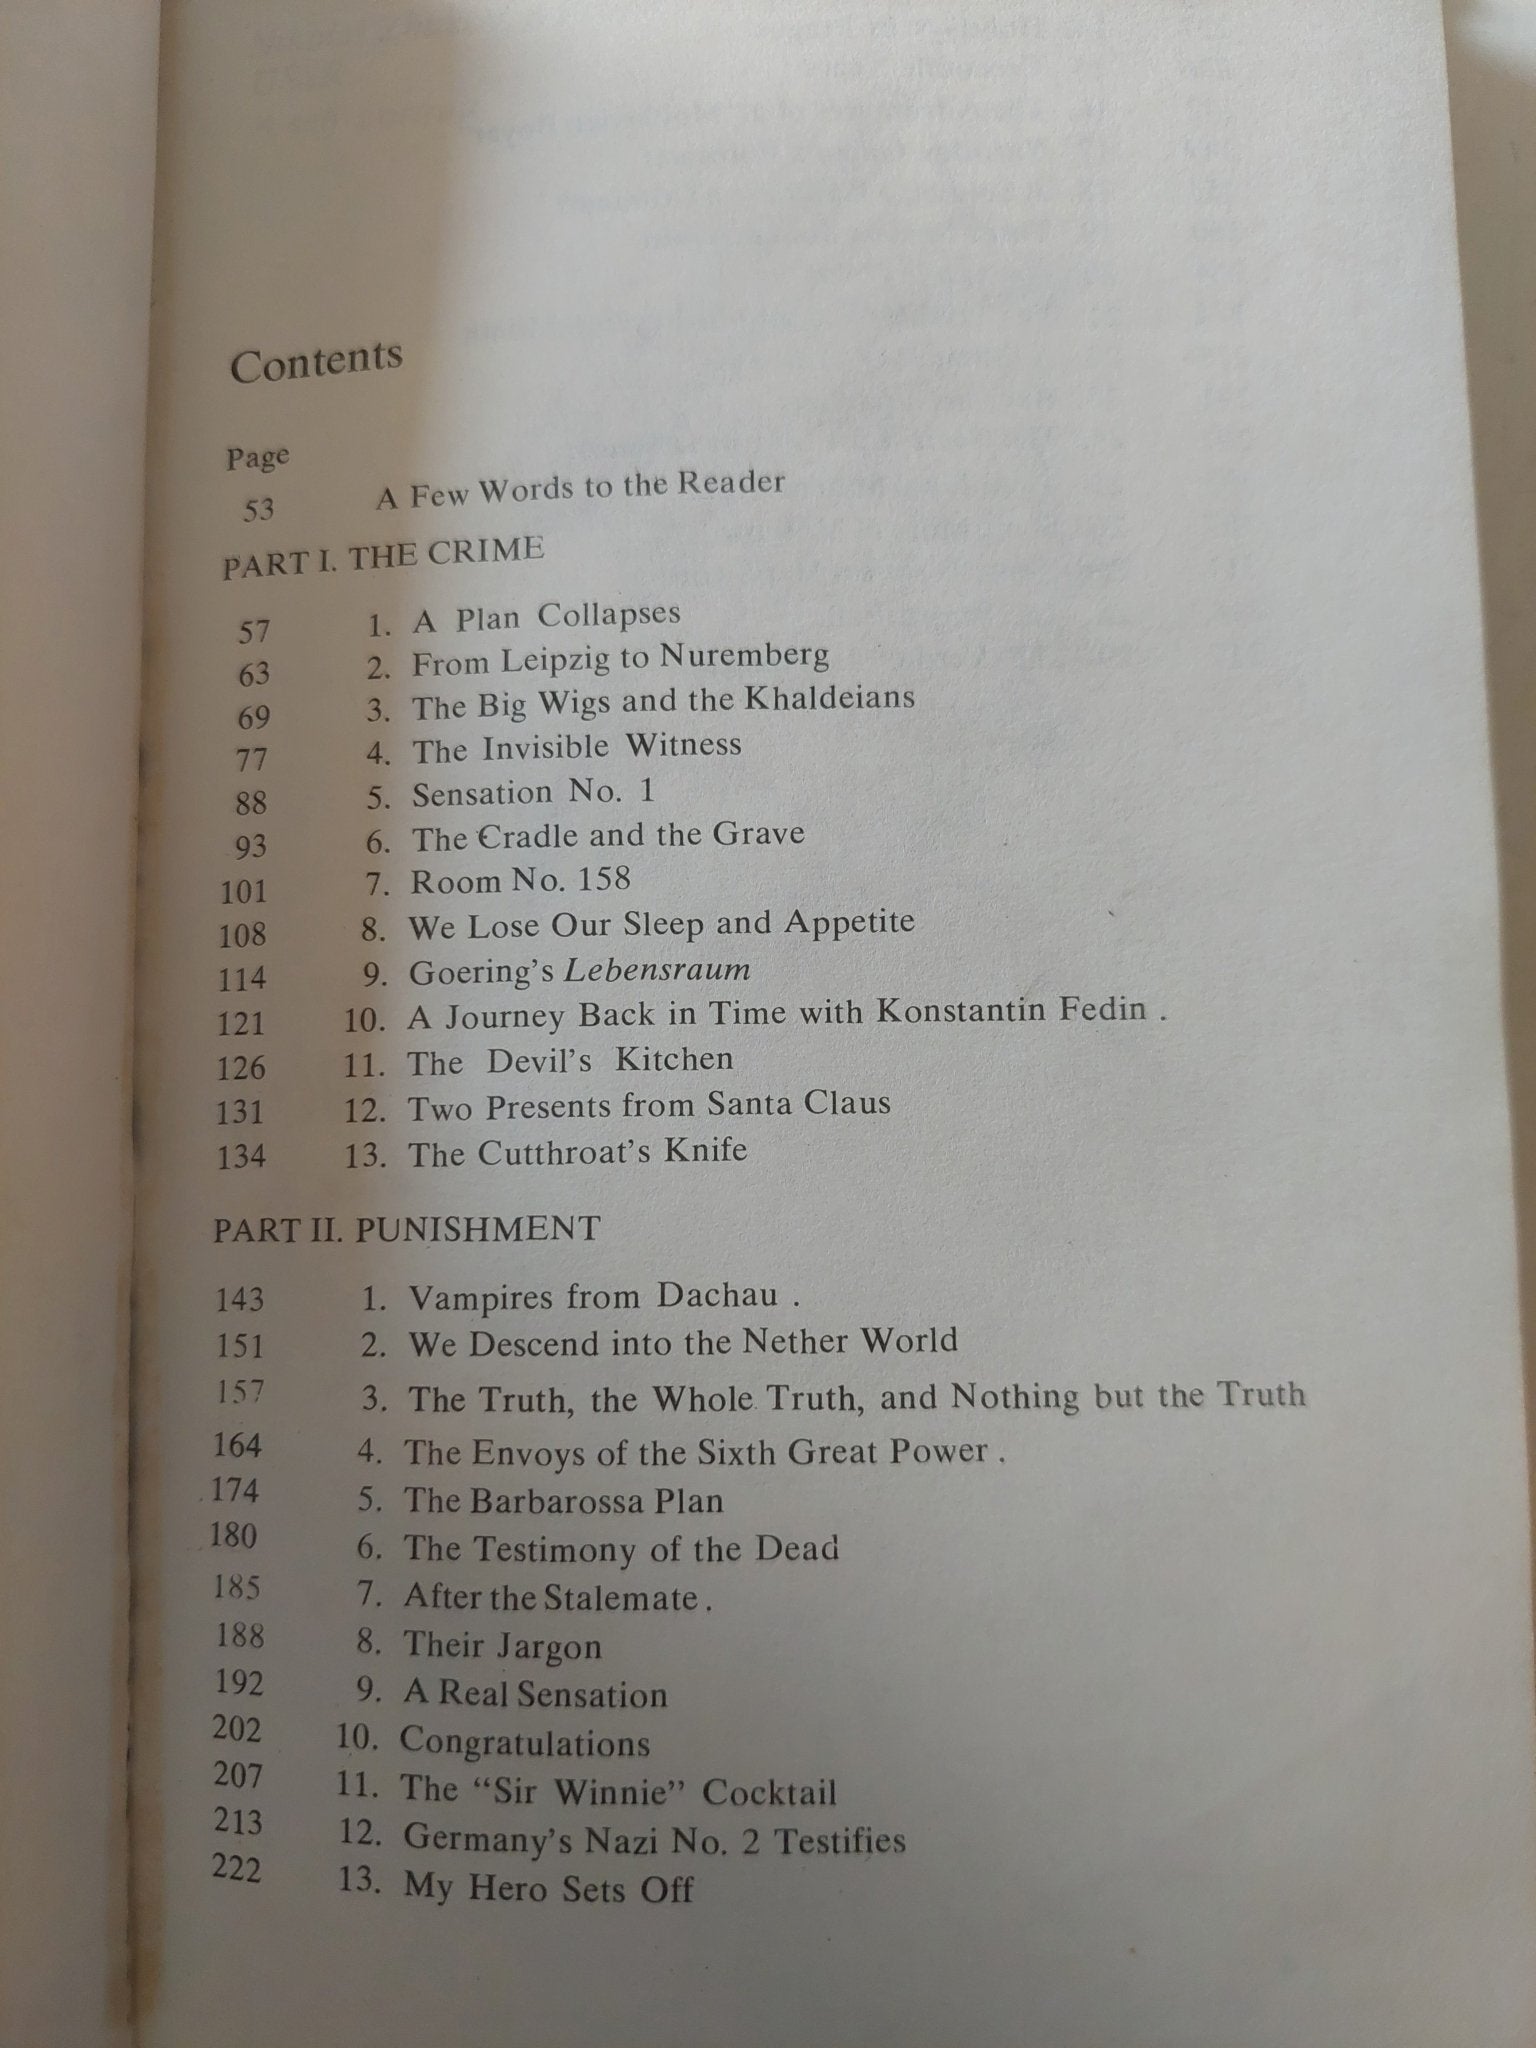 Contents
Page
53 A Few Words to the Reader
PART I. THE CRIME
57 1. A Plan Collapses
63 2. From Leipzig to Nuremberg
69 3. The Big Wigs and the Khaldeians
77 4. The Invisible Witness
88 5. Sensation No. 1
93 6. The Cradle and the Grave
101 7. Room No. 158
108 8. We Lose Our Sleep and Appetite
114 9. Goering's Lebensraum
121 10. A Journey Back in Time with Konstantin Fedin .
126 11. The Devil's Kitchen
131 12. Two Presents from Santa Claus
134 13. The Cutthroat's Knife
PART II. PUNISHMENT
143 1. Vampires from Dachau .
151 2. We Descend into the Nether World
157 3. The Truth, the Whole Truth, and Nothing but the Truth
164 4. The Envoys of the Sixth Great Power .
174 5. The Barbarossa Plan
180 6. The Testimony of the Dead
185 7. After the Stalemate .
188 8. Their Jargon
192 9. A Real Sensation
202 10. Congratulations
207 11. The “Sir Winnie” Cocktail
213 12. Germany's Nazi No. 2 Testifies
222 13. My Hero Sets Off